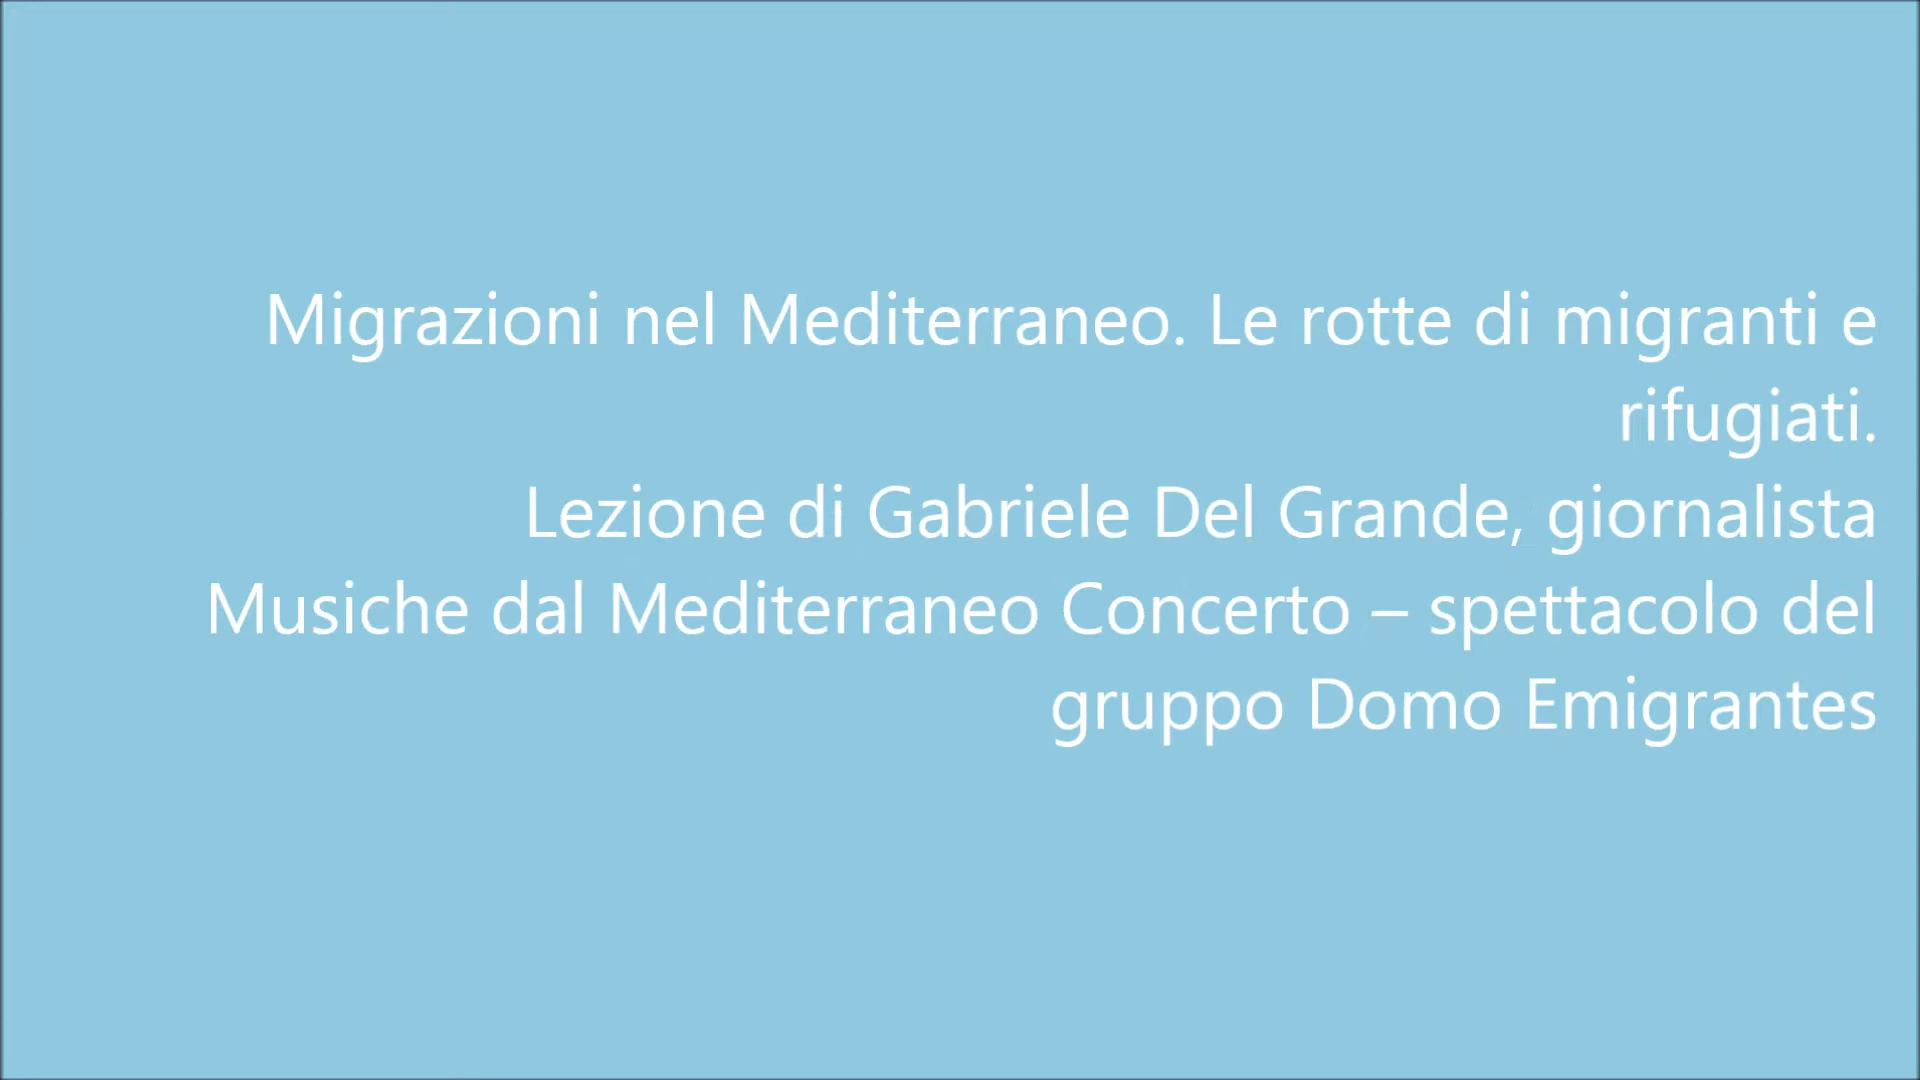 Migrazioni nel Mediterraneo. Le rotte di migranti e
rifugiati.
Lezione di Gabriele Del Grande, giornalista
Musiche dal Mediterraneo Concerto – spettacolo del
gruppo Domo Emigrantes